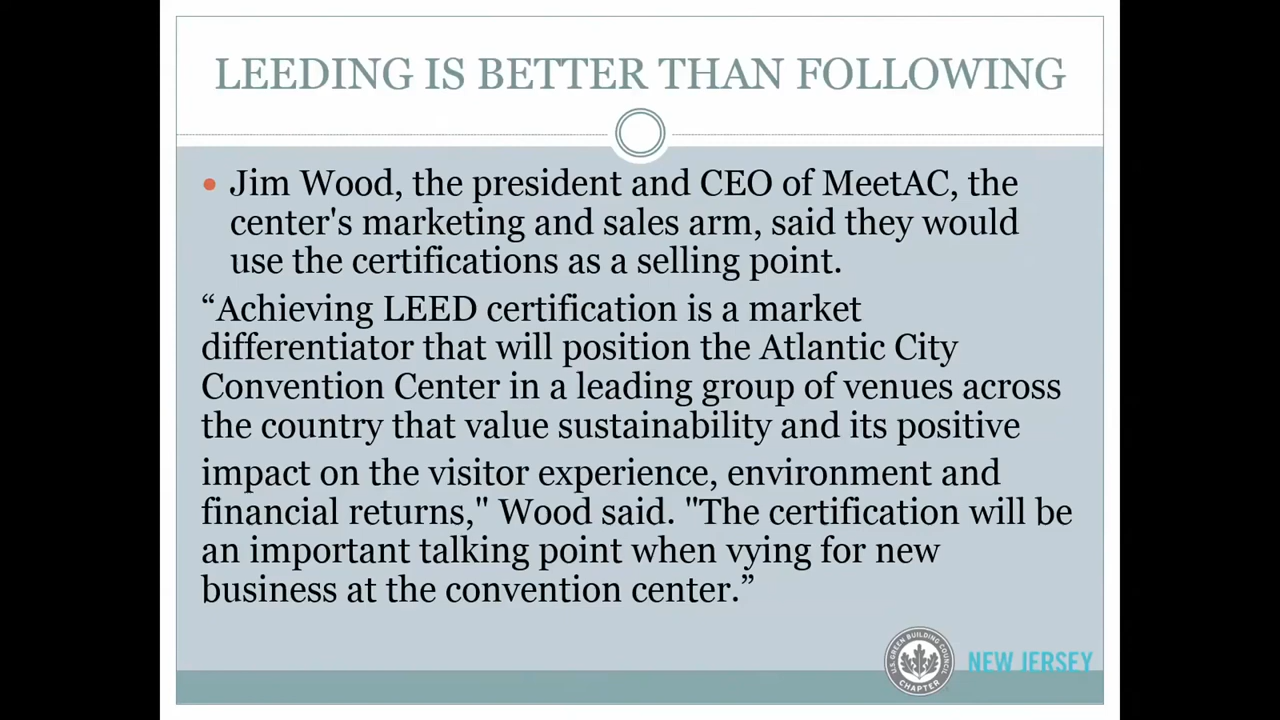 LEEDING IS BETTER THAN FOLLOWING
• Jim Wood, the president and CEO of MeetAC, the
center's marketing and sales arm, said they would
use the certifications as a selling point.
“Achieving LEED certification is a market
differentiator that will position the Atlantic City
Convention Center in a leading group of venues across
the country that value sustainability and its positive
impact on the visitor experience, environment and
financial returns," Wood said. "The certification will be
an important talking point when vying for new
business at the convention center.”
U.S. GREEN BUILDING COUNCIL
CHAPTER
NEW JERSEY